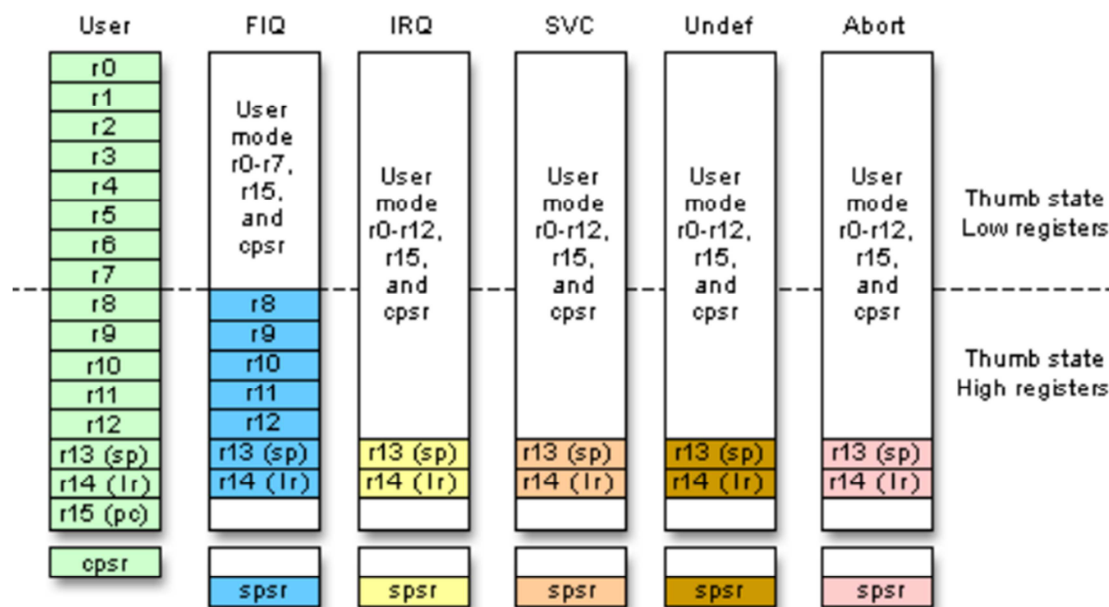 User
FIQ
IRQ
SVC
Undef
Abort
r0
r1
r2
r3
r4
r5
r6
r7
r8
r9
r10
r11
r12
r13 (sp)
r14 (lr)
r15 (pc)
cpsr
User
mode
r0-r7,
r15,
and
cpsr
r8
r9
r10
r11
r12
r13 (sp)
r14 (lr)
spsr
User
mode
r0-r12,
r15,
and
cpsr
r13 (sp)
r14 (lr)
spsr
User
mode
r0-r12,
r15,
and
cpsr
r13 (sp)
r14 (lr)
spsr
User
mode
r0-r12,
r15,
and
cpsr
r13 (sp)
r14 (lr)
spsr
User
mode
r0-r12,
r15,
and
cpsr
r13 (sp)
r14 (lr)
spsr
Thumb state
Low registers
Thumb state
High registers